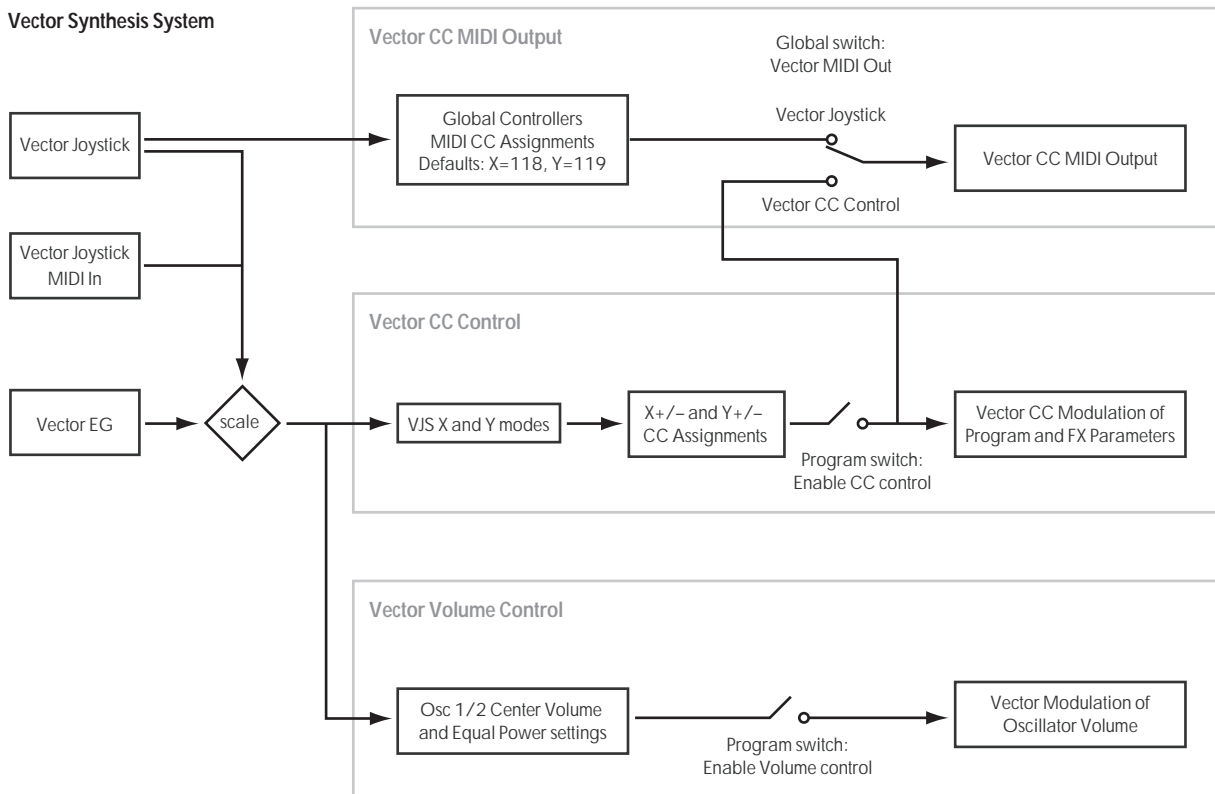 Vector Synthesis System
Vector CC MIDI Output
Global switch:
Vector MIDI Out
Vector Joystick
Global Controllers
MIDI CC Assignments
Defaults: X=118, Y=119
Vector Joystick
Vector CC MIDI Output
Vector CC Control
Vector Joystick
MIDI In
Vector CC Control
Vector EG
scale
VJS X and Y modes
X+/– and Y+/–
CC Assignments
Program switch:
Enable CC control
Vector CC Modulation of
Program and FX Parameters
Vector Volume Control
Osc 1/2 Center Volume
and Equal Power settings
Program switch:
Enable Volume control
Vector Modulation of
Oscillator Volume